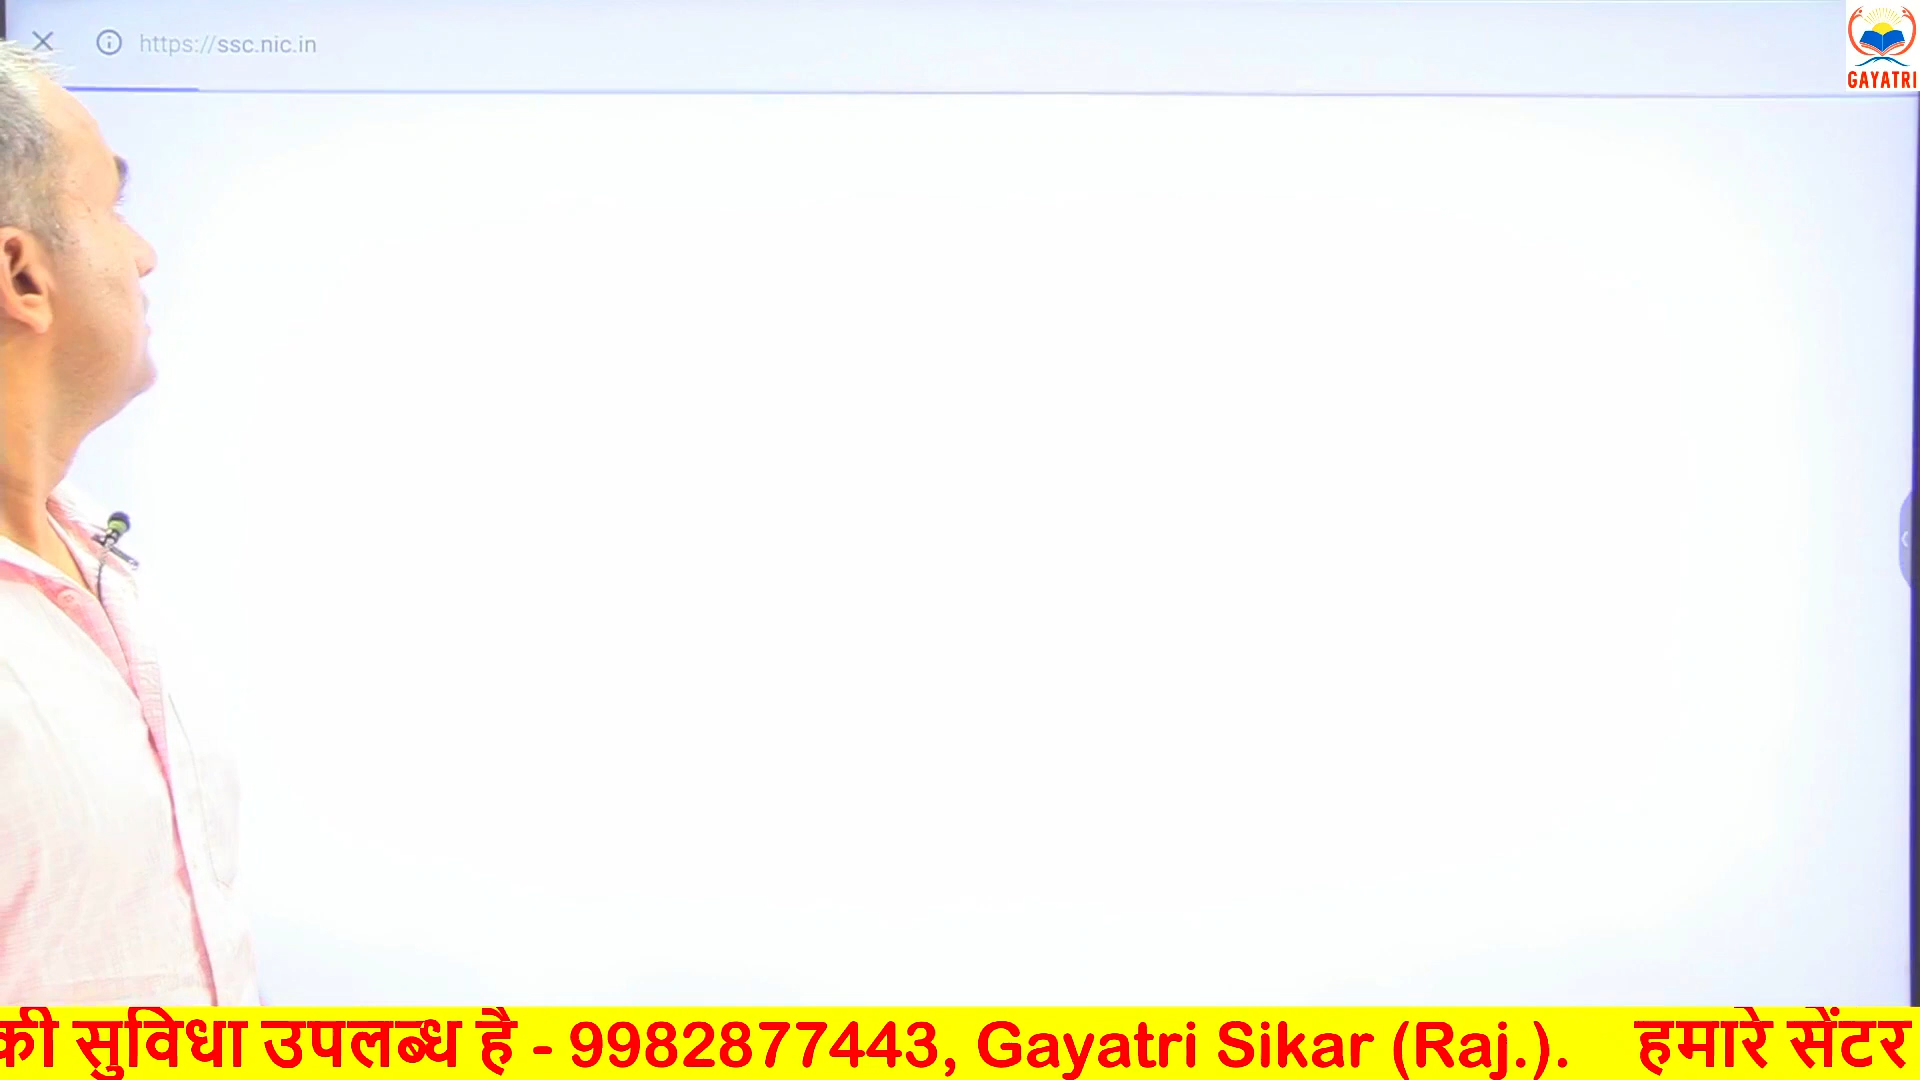 https://ssc.nic.in
GAYATRI
की सुविधा उपलब्ध है - 9982877443, Gayatri Sikar (Raj.). हमारे सेंटर